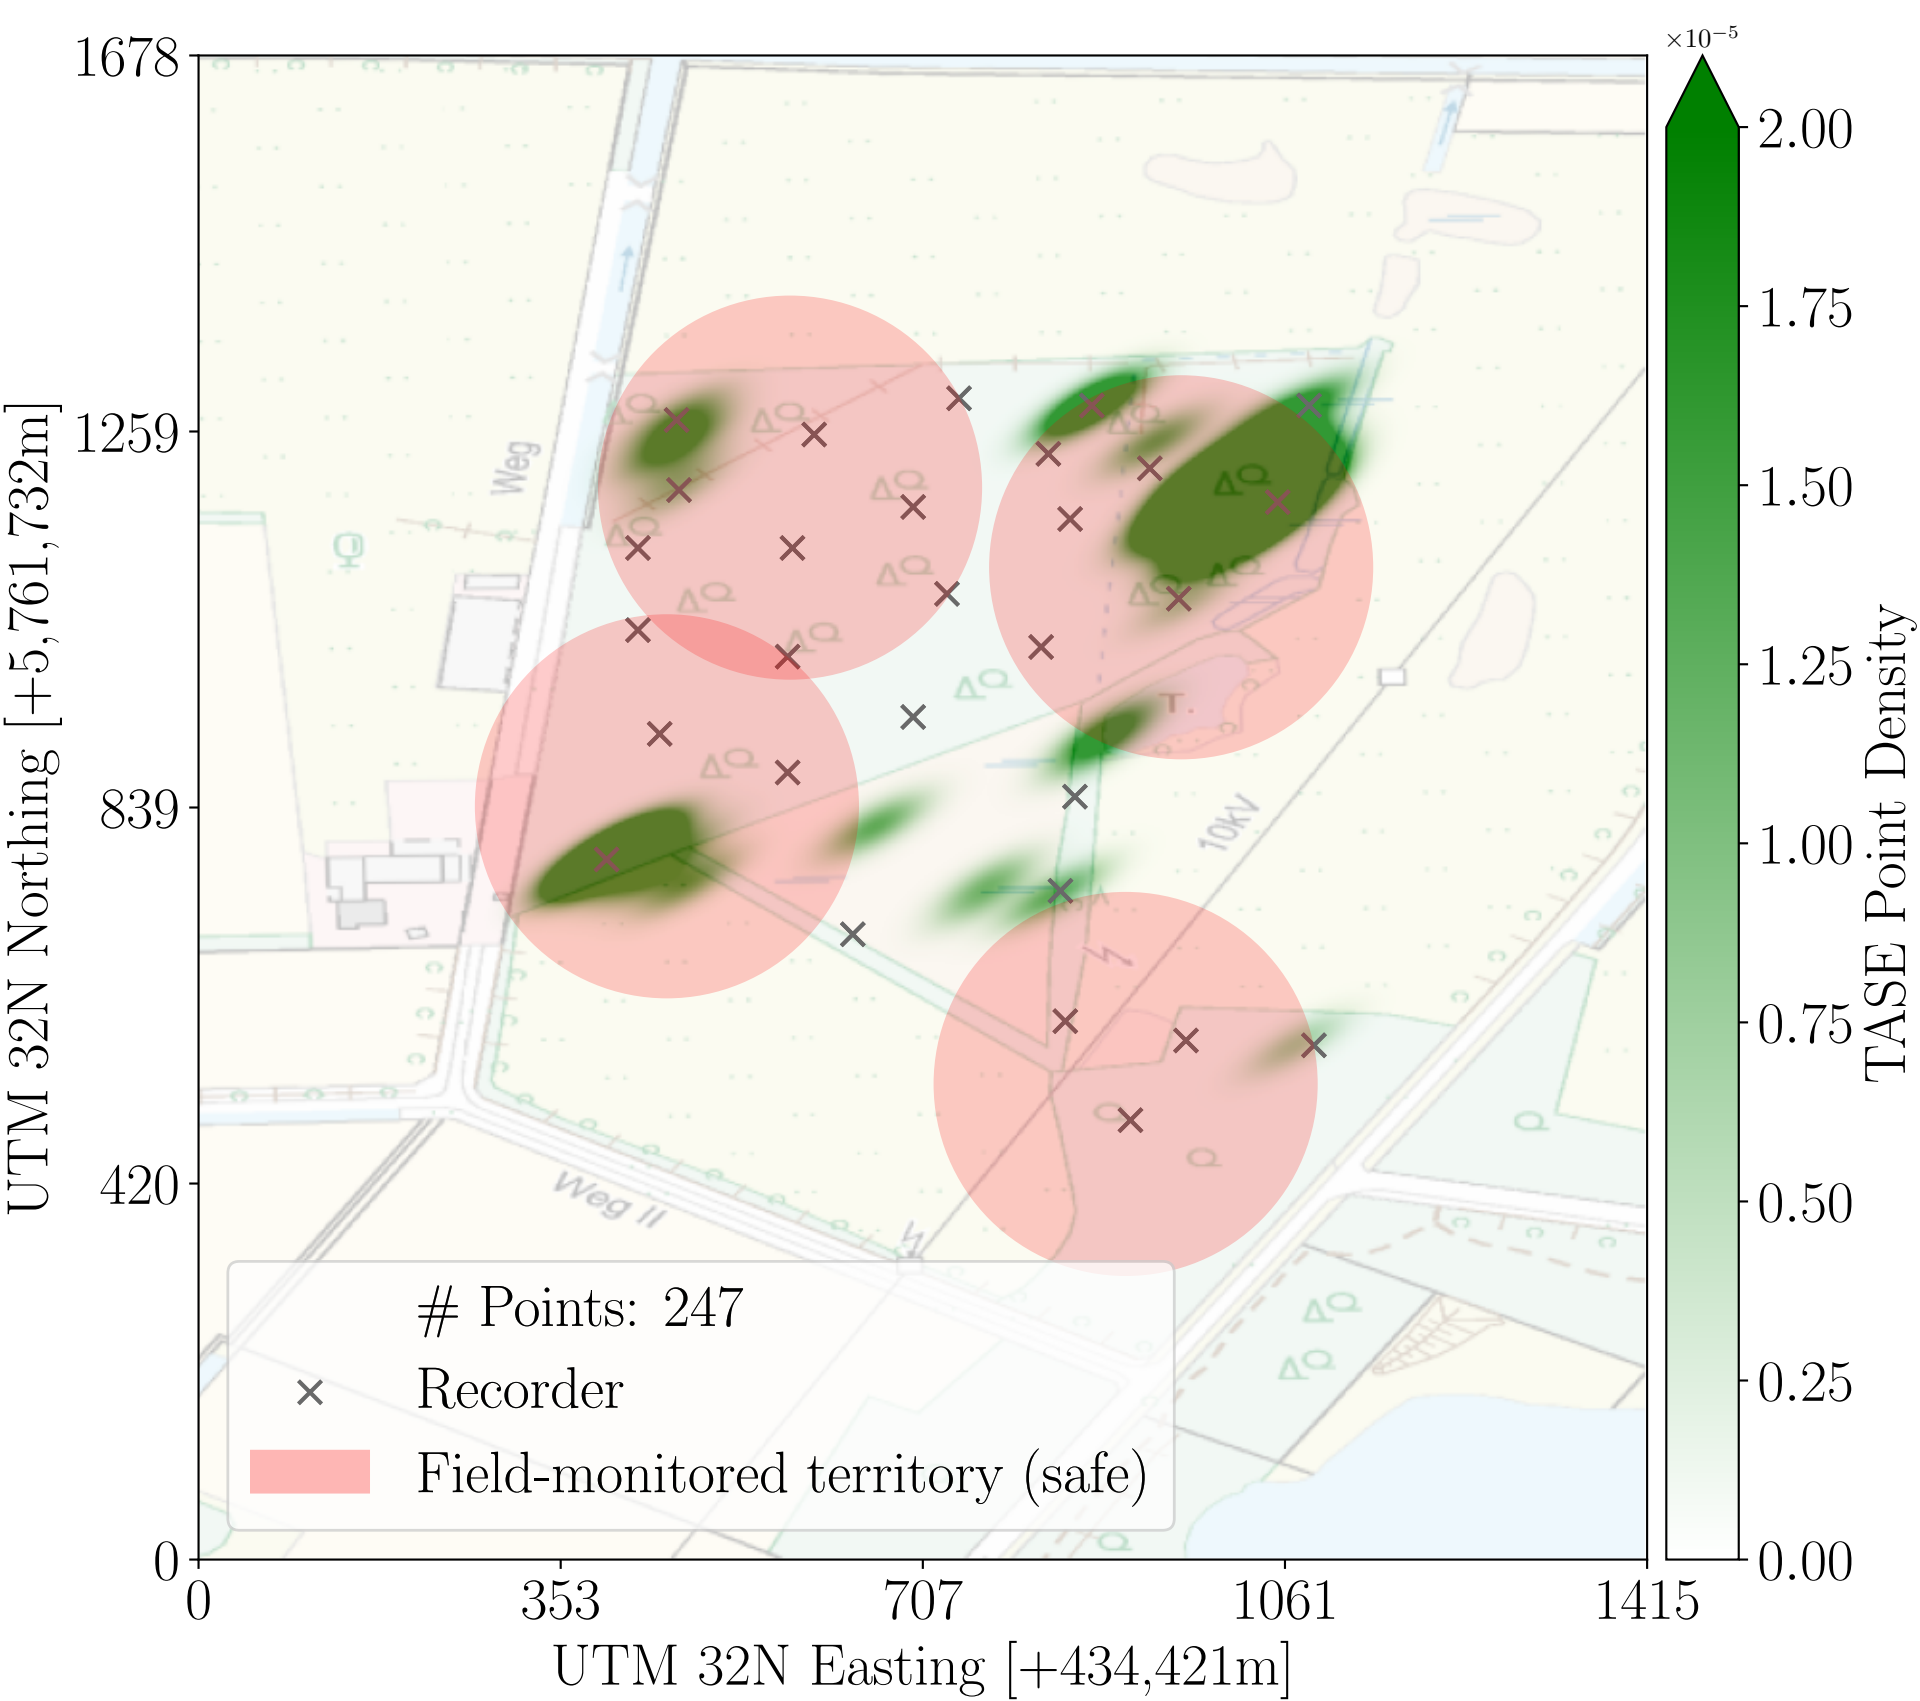 ×10⁻⁵
1678
1259
839
420
0
0
353
707
1061
1415
UTM 32N Easting [+434,421m]
UTM 32N Northing [+5,761,732m]
2.00
1.75
1.50
1.25
1.00
0.75
0.50
0.25
0.00
TASE Point Density
Weg
T.
10kV
Weg II
# Points: 247
Recorder
Field-monitored territory (safe)